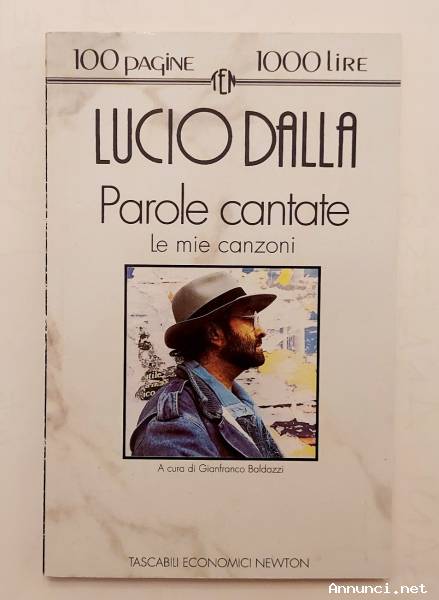 100 PAGINE 1000 LIRE
TEN
LUCIO DALLA
Parole cantate
Le mie canzoni
A cura di Gianfranco Baldazzi
TASCABILI ECONOMICI NEWTON
Annunci.net